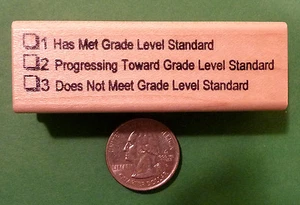 ❏1 Has Met Grade Level Standard
❏2 Progressing Toward Grade Level Standard
❏3 Does Not Meet Grade Level Standard